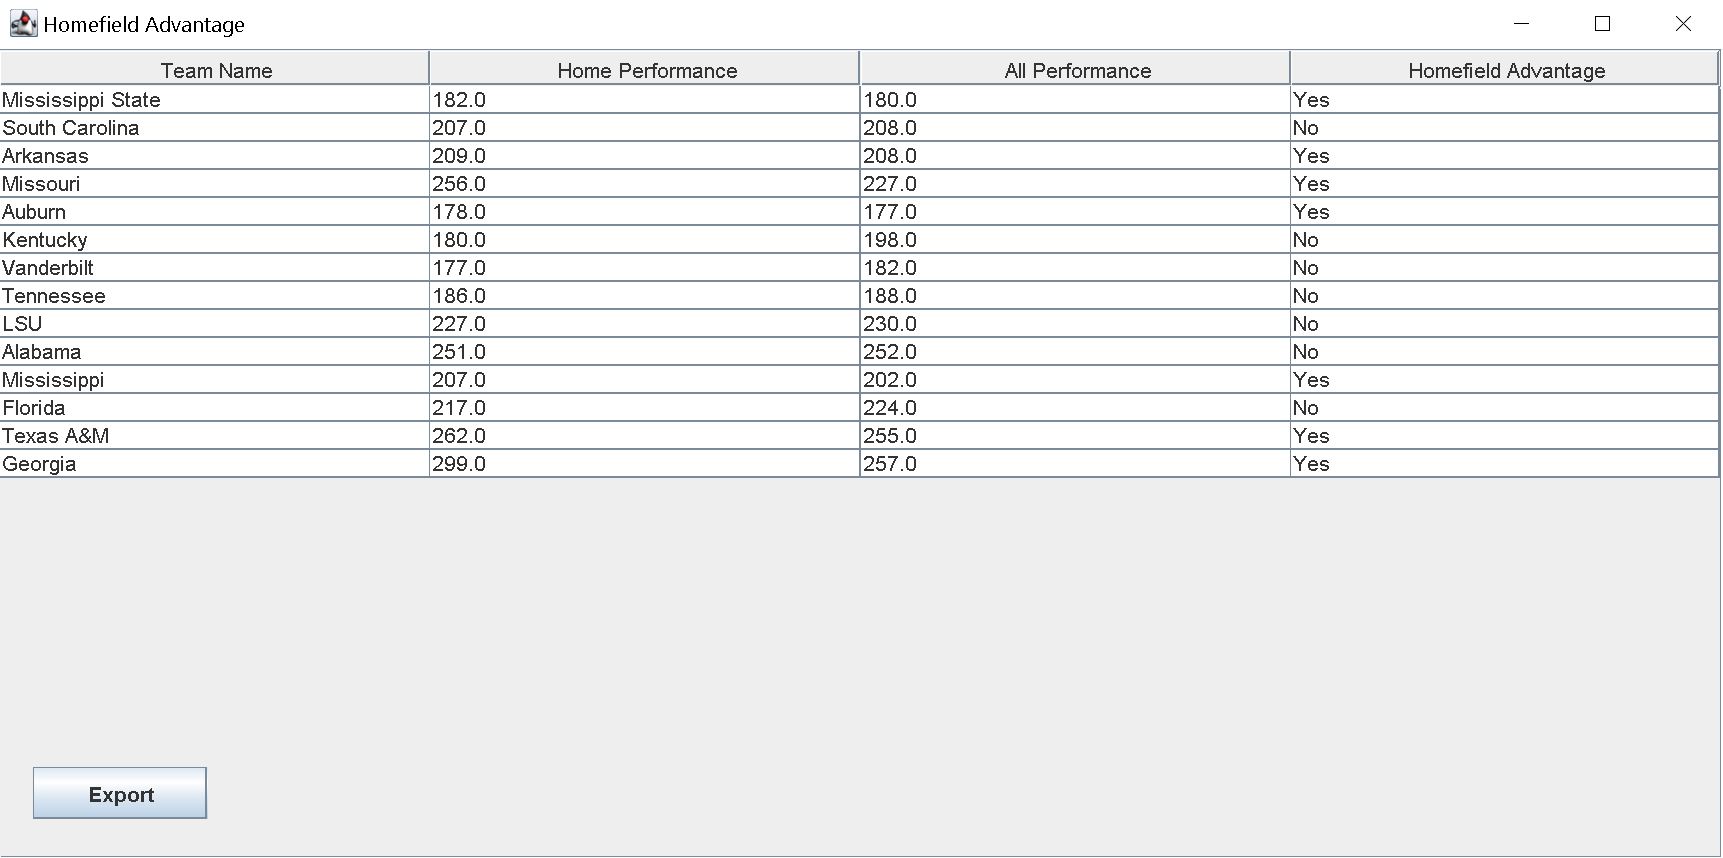 Homefield Advantage
Team Name Home Performance All Performance Homefield Advantage
Mississippi State 182.0 180.0 Yes
South Carolina 207.0 208.0 No
Arkansas 209.0 208.0 Yes
Missouri 256.0 227.0 Yes
Auburn 178.0 177.0 Yes
Kentucky 180.0 198.0 No
Vanderbilt 177.0 182.0 No
Tennessee 186.0 188.0 No
LSU 227.0 230.0 No
Alabama 251.0 252.0 No
Mississippi 207.0 202.0 Yes
Florida 217.0 224.0 No
Texas A&M 262.0 255.0 Yes
Georgia 299.0 257.0 Yes
Export